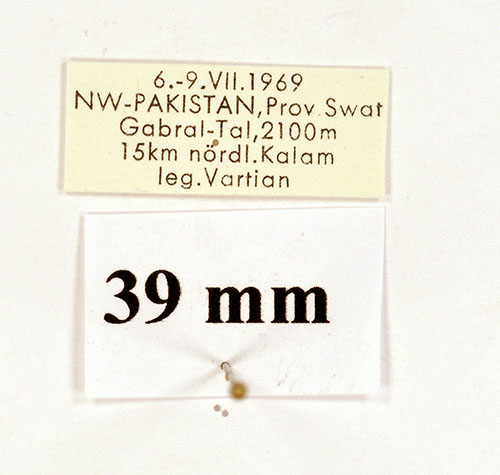 6.-9.VII.1969
NW-PAKISTAN,Prov.Swat
Gabral-Tal,2100m
15km nördl.Kalam
leg.Vartian
39 mm